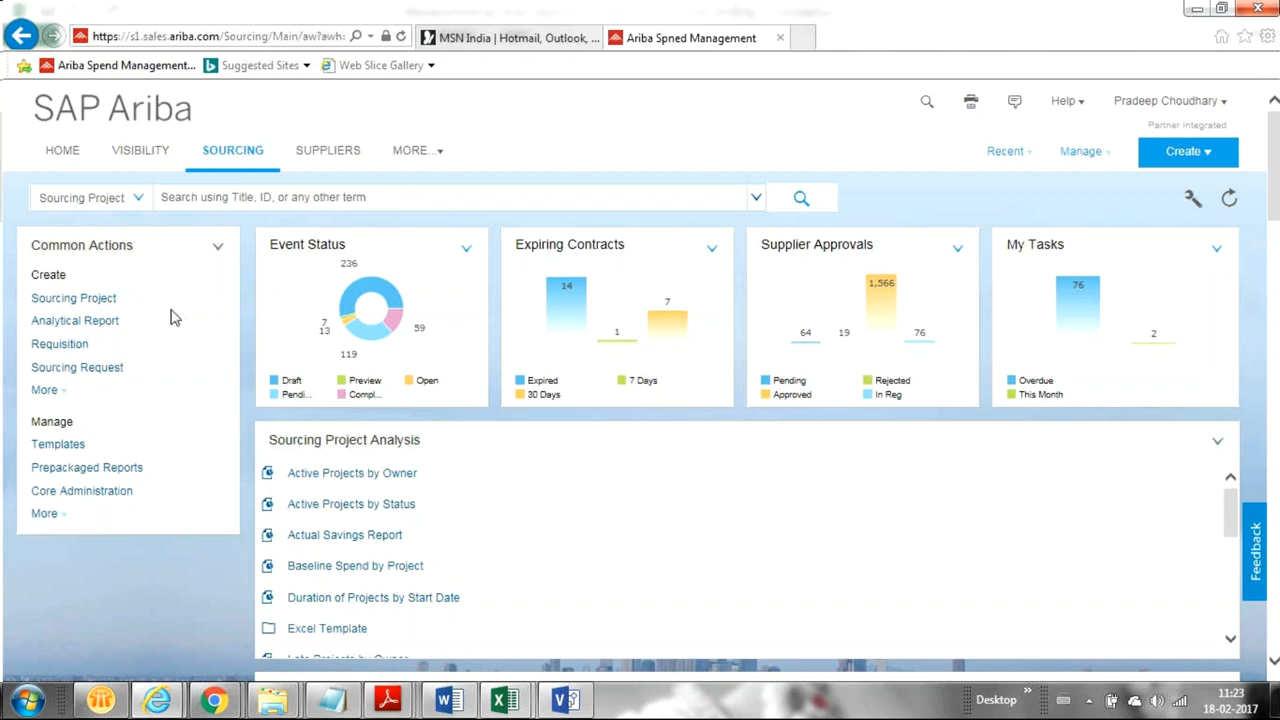 https://s1.sales.ariba.com/Sourcing/Main/aw?awh:
MSN India | Hotmail, Outlook, ...
Ariba Spned Management
Ariba Spend Management...
Suggested Sites
Web Slice Gallery
SAP Ariba
Help
Pradeep Choudhary
Partner Integrated
HOME
VISIBILITY
SOURCING
SUPPLIERS
MORE...
Recent
Manage
Create
Sourcing Project
Search using Title, ID, or any other term
Common Actions
Create
Sourcing Project
Analytical Report
Requisition
Sourcing Request
More
Manage
Templates
Prepackaged Reports
Core Administration
More
Event Status
236
7
13
59
119
Draft
Preview
Open
Pendi...
Compl...
Expiring Contracts
14
7
1
Expired
7 Days
30 Days
Supplier Approvals
1,566
64
19
76
Pending
Rejected
Approved
In Reg
My Tasks
76
2
Overdue
This Month
Sourcing Project Analysis
Active Projects by Owner
Active Projects by Status
Actual Savings Report
Baseline Spend by Project
Duration of Projects by Start Date
Excel Template
Feedback
Desktop
11:23
18-02-2017